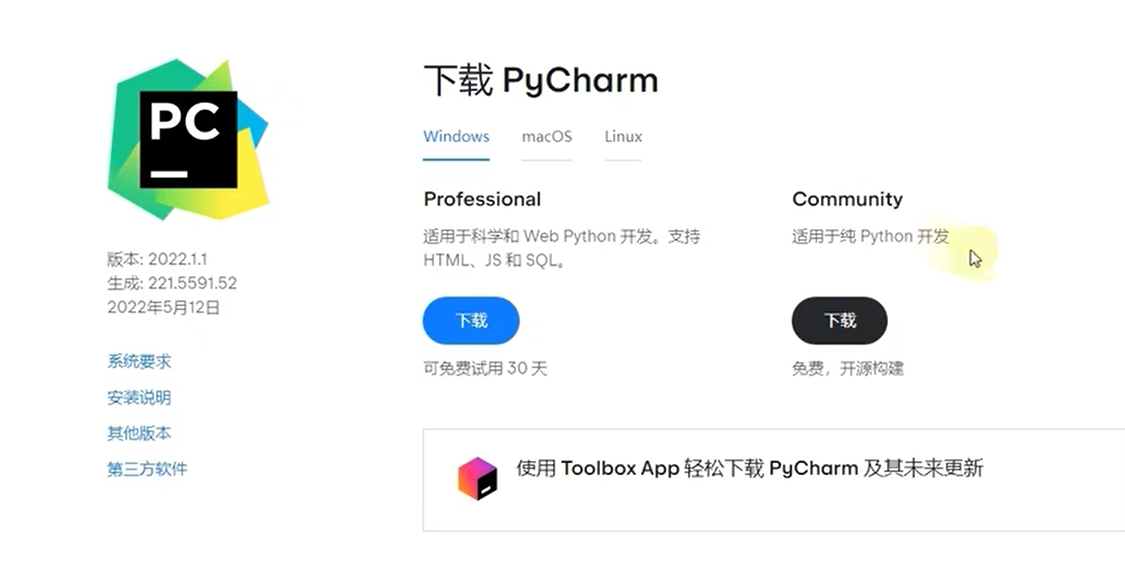 PC
版本: 2022.1.1
生成: 221.5591.52
2022年5月12日
系统要求
安装说明
其他版本
第三方软件
下载 PyCharm
Windows macOS Linux
Professional
适用于科学和 Web Python 开发。支持
HTML、JS 和 SQL。
下载
可免费试用 30 天
Community
适用于纯 Python 开发
下载
免费，开源构建
使用 Toolbox App 轻松下载 PyCharm 及其未来更新